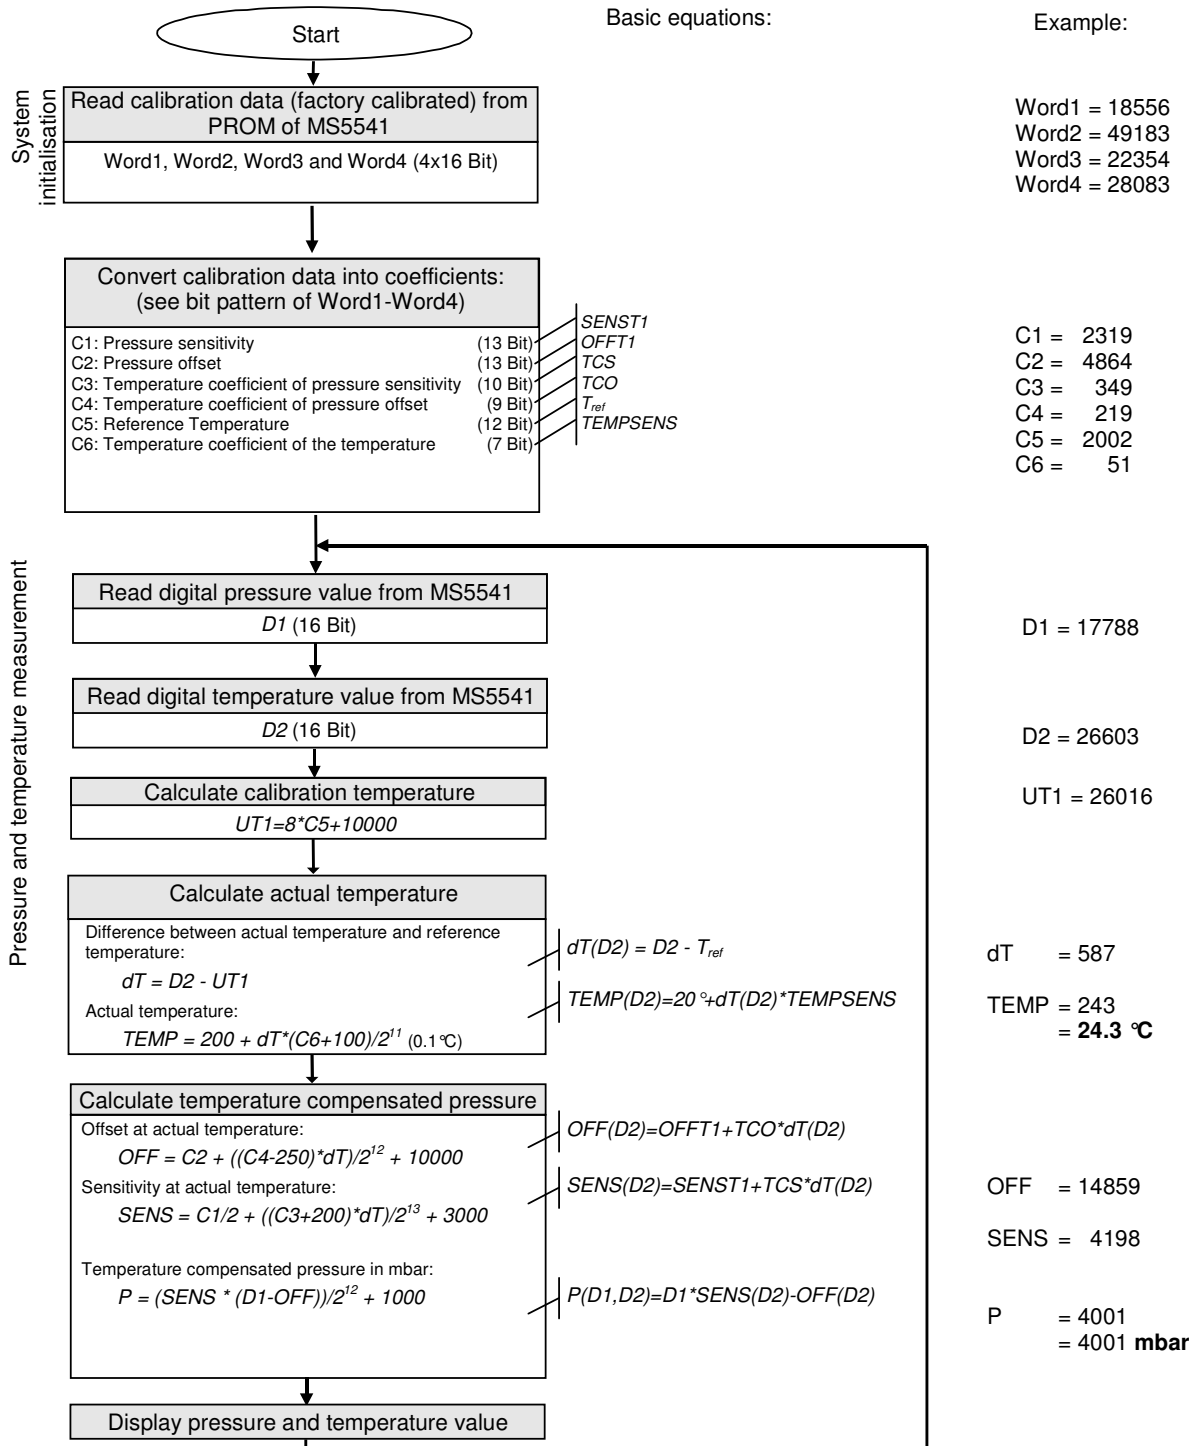 Basic equations:
Example:
Start
System
initialisation
Read calibration data (factory calibrated) from
PROM of MS5541
Word1, Word2, Word3 and Word4 (4x16 Bit)
Word1 = 18556
Word2 = 49183
Word3 = 22354
Word4 = 28083
Convert calibration data into coefficients:
(see bit pattern of Word1-Word4)
C1: Pressure sensitivity (13 Bit) SENST1
C2: Pressure offset (13 Bit) OFFT1
C3: Temperature coefficient of pressure sensitivity (10 Bit) TCS
C4: Temperature coefficient of pressure offset (9 Bit) TCO
C5: Reference Temperature (12 Bit) Tref
C6: Temperature coefficient of the temperature (7 Bit) TEMPSENS
C1 = 2319
C2 = 4864
C3 = 349
C4 = 219
C5 = 2002
C6 = 51
Pressure and temperature measurement
Read digital pressure value from MS5541
D1 (16 Bit)
D1 = 17788
Read digital temperature value from MS5541
D2 (16 Bit)
D2 = 26603
Calculate calibration temperature
UT1=8*C5+10000
UT1 = 26016
Calculate actual temperature
Difference between actual temperature and reference
temperature:
dT = D2 - UT1
dT(D2) = D2 - Tref
dT = 587
Actual temperature:
TEMP = 200 + dT*(C6+100)/2¹¹ (0.1°C)
TEMP(D2)=20°+dT(D2)*TEMPSENS
TEMP = 243
= 24.3 °C
Calculate temperature compensated pressure
Offset at actual temperature:
OFF = C2 + ((C4-250)*dT)/2¹² + 10000
OFF(D2)=OFFT1+TCO*dT(D2)
OFF = 14859
Sensitivity at actual temperature:
SENS = C1/2 + ((C3+200)*dT)/2¹³ + 3000
SENS(D2)=SENST1+TCS*dT(D2)
SENS = 4198
Temperature compensated pressure in mbar:
P = (SENS * (D1-OFF))/2¹² + 1000
P(D1,D2)=D1*SENS(D2)-OFF(D2)
P = 4001
= 4001 mbar
Display pressure and temperature value